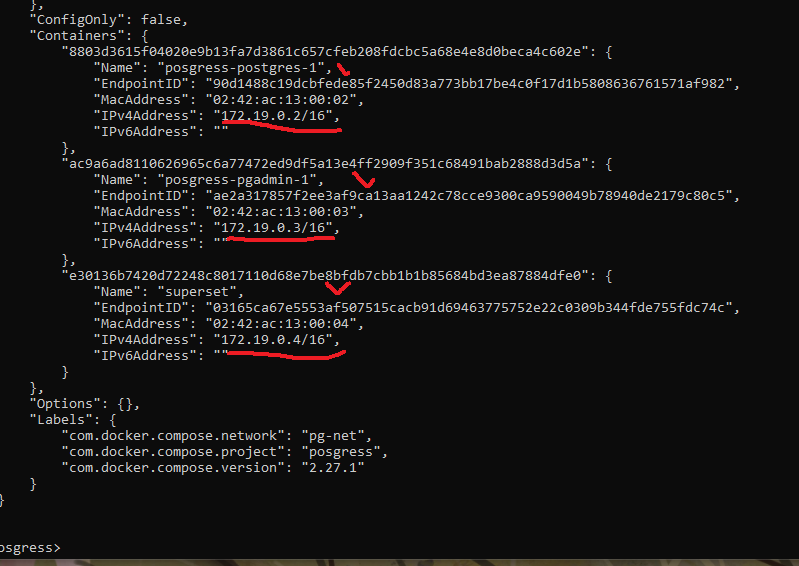 },
"ConfigOnly": false,
"Containers": {
"8803d3615f04020e9b13fa7d3861c657cfeb208fdcbc5a68e4e8d0beca4c602e": {
"Name": "posgress-postgres-1",
"EndpointID": "90d1488c19dcbfede85f2450d83a773bb17be4c0f17d1b5808636761571af982",
"MacAddress": "02:42:ac:13:00:02",
"IPv4Address": "172.19.0.2/16",
"IPv6Address": ""
},
"ac9a6ad8110626965c6a77472ed9df5a13e4ff2909f351c68491bab2888d3d5a": {
"Name": "posgress-pgadmin-1",
"EndpointID": "ae2a317857f2ee3af9ca13aa1242c78cce9300ca9590049b78940de2179c80c5",
"MacAddress": "02:42:ac:13:00:03",
"IPv4Address": "172.19.0.3/16",
"IPv6Address": ""
},
"e30136b7420d72248c8017110d68e7be8bfdb7cbb1b1b85684bd3ea87884dfe0": {
"Name": "superset",
"EndpointID": "03165ca67e5553af507515cacb91d69463775752e22c0309b344fde755fdc74c",
"MacAddress": "02:42:ac:13:00:04",
"IPv4Address": "172.19.0.4/16",
"IPv6Address": ""
}
},
"Options": {},
"Labels": {
"com.docker.compose.network": "pg-net",
"com.docker.compose.project": "posgress",
"com.docker.compose.version": "2.27.1"
}
}
osgress>